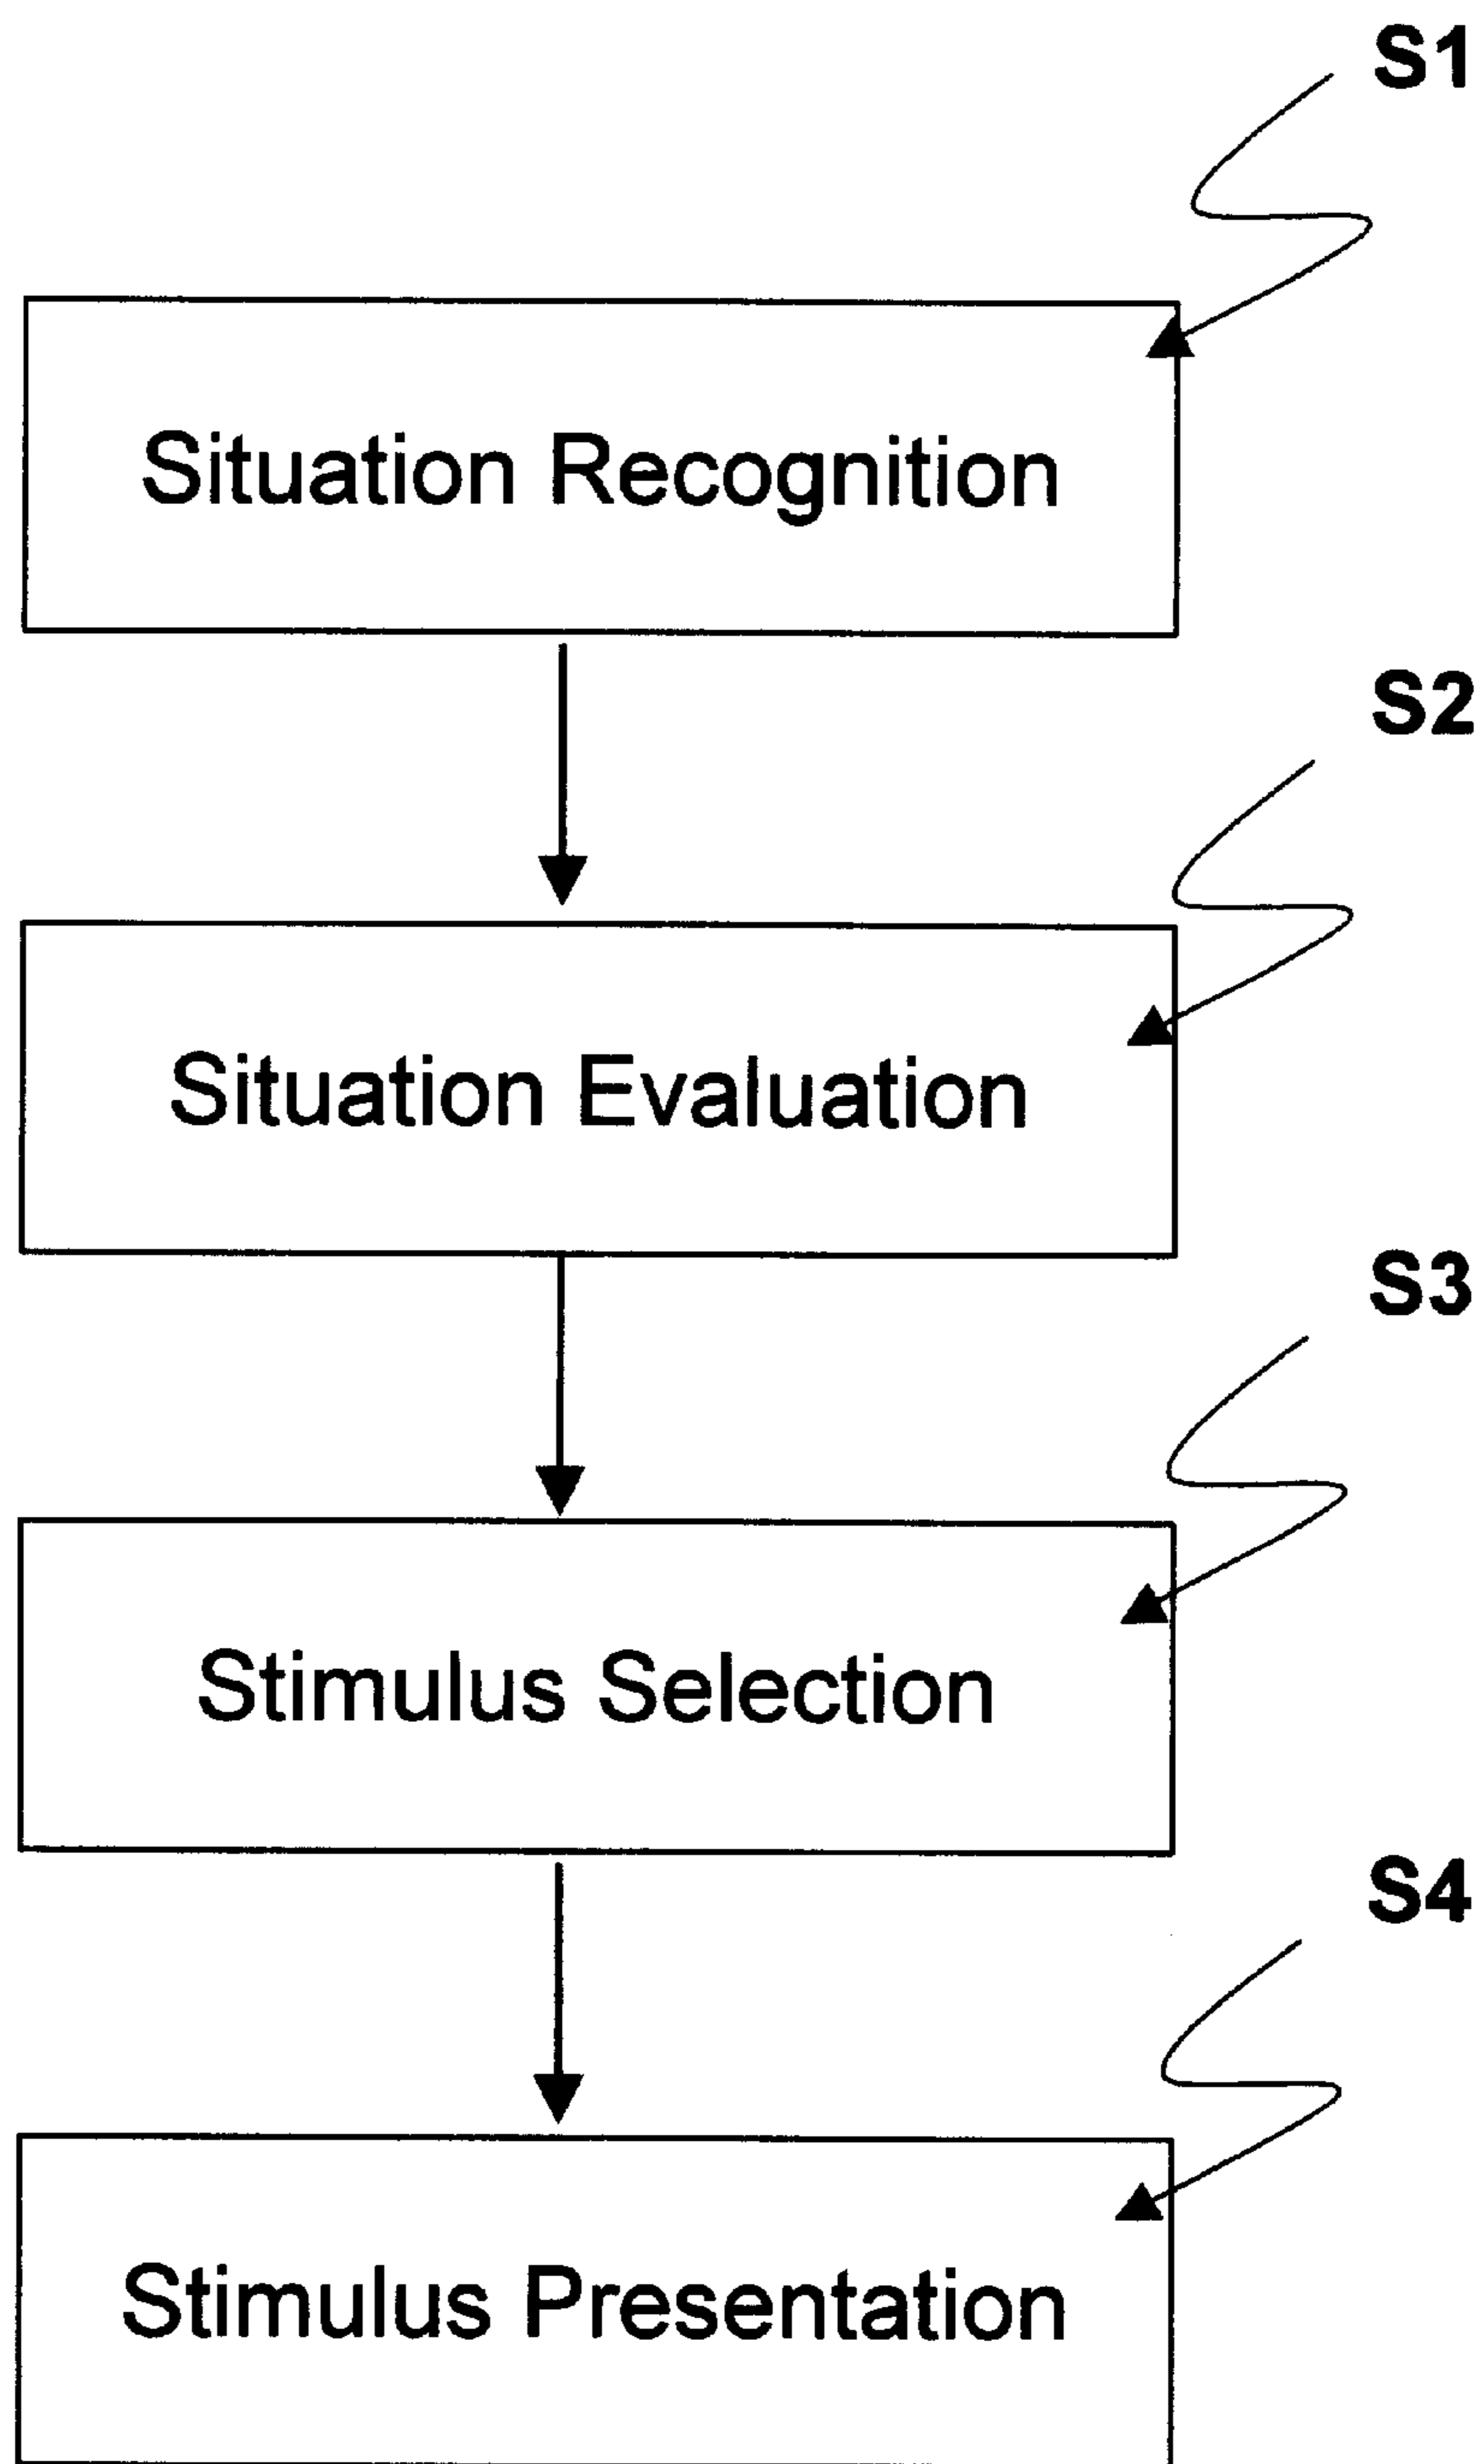 S1
Situation Recognition
S2
Situation Evaluation
S3
Stimulus Selection
S4
Stimulus Presentation